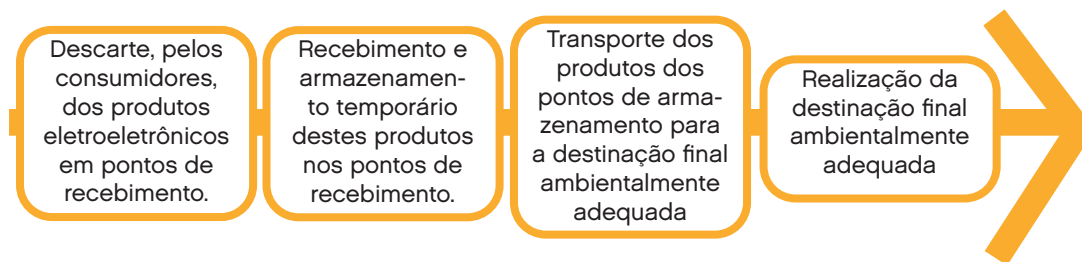 Descarte, pelos
consumidores,
dos produtos
eletroeletrônicos
em pontos de
recebimento.
Recebimento e
armazenamen-
to temporário
destes produtos
nos pontos de
recebimento.
Transporte dos
produtos dos
pontos de arma-
zenamento para
a destinação final
ambientalmente
adequada
Realização da
destinação final
ambientalmente
adequada